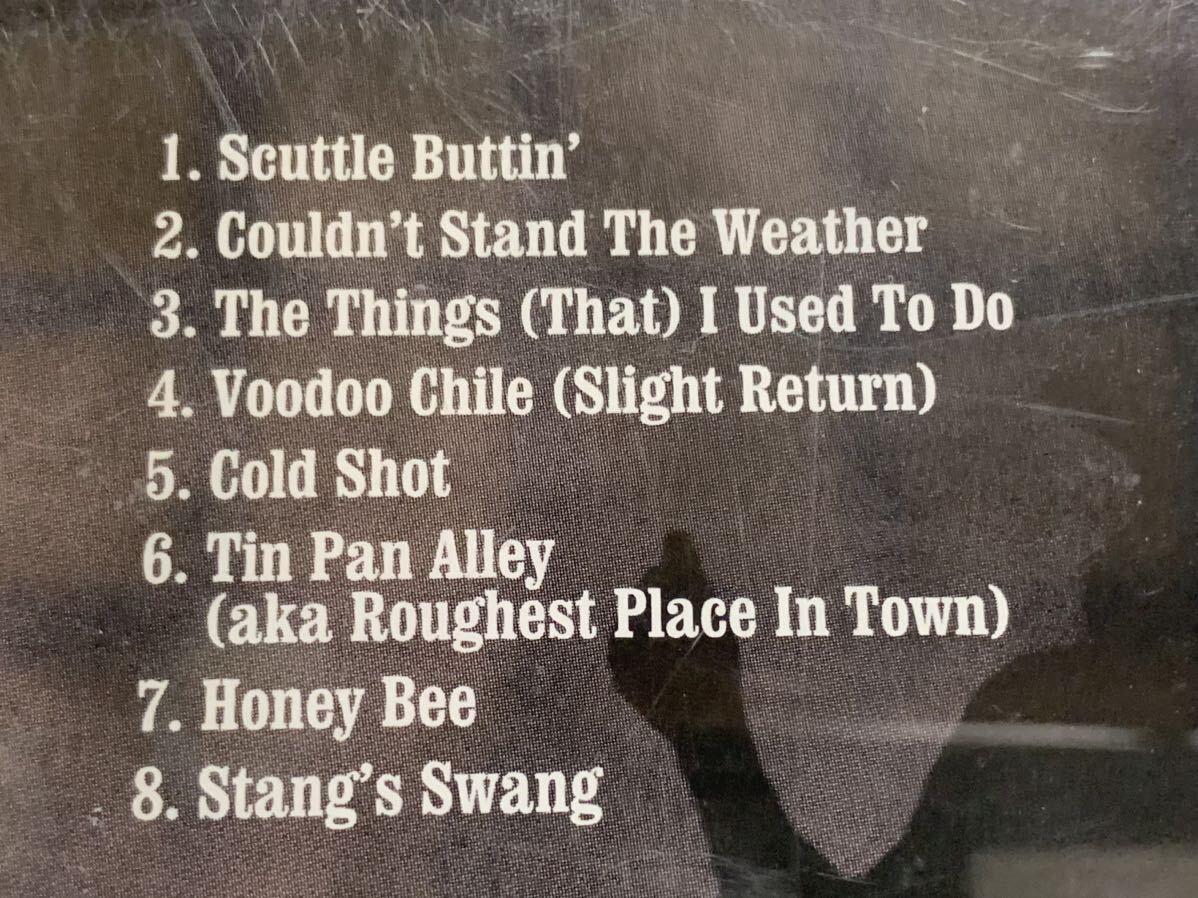 1. Scuttle Buttin'
2. Couldn't Stand The Weather
3. The Things (That) I Used To Do
4. Voodoo Chile (Slight Return)
5. Cold Shot
6. Tin Pan Alley
(aka Roughest Place In Town)
7. Honey Bee
8. Stang's Swang